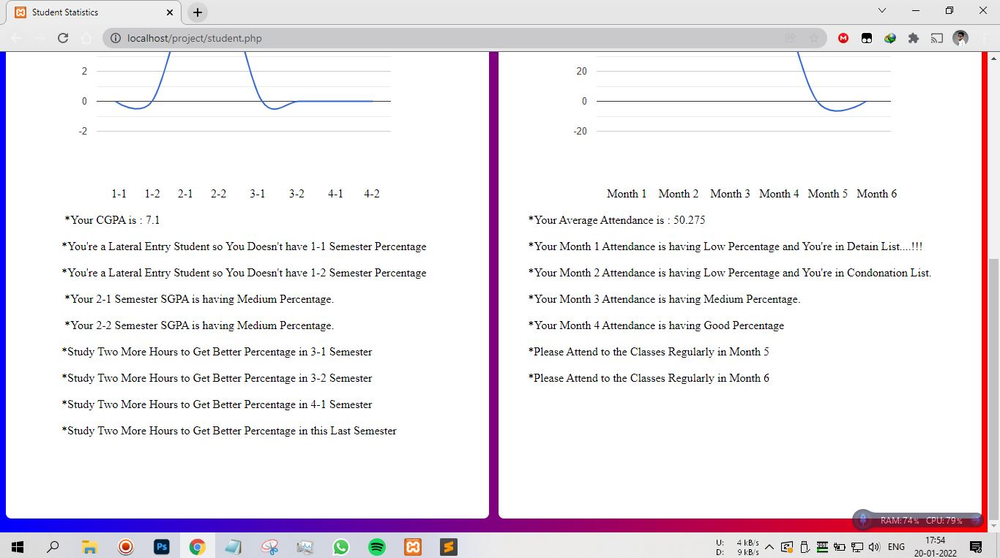 Student Statistics
localhost/project/student.php
2
0
-2
1-1 1-2 2-1 2-2 3-1 3-2 4-1 4-2
*Your CGPA is : 7.1
*You're a Lateral Entry Student so You Doesn't have 1-1 Semester Percentage
*You're a Lateral Entry Student so You Doesn't have 1-2 Semester Percentage
*Your 2-1 Semester SGPA is having Medium Percentage.
*Your 2-2 Semester SGPA is having Medium Percentage.
*Study Two More Hours to Get Better Percentage in 3-1 Semester
*Study Two More Hours to Get Better Percentage in 3-2 Semester
*Study Two More Hours to Get Better Percentage in 4-1 Semester
*Study Two More Hours to Get Better Percentage in this Last Semester
20
0
-20
Month 1 Month 2 Month 3 Month 4 Month 5 Month 6
*Your Average Attendance is : 50.275
*Your Month 1 Attendance is having Low Percentage and You're in Detain List....!!!
*Your Month 2 Attendance is having Low Percentage and You're in Condonation List.
*Your Month 3 Attendance is having Medium Percentage.
*Your Month 4 Attendance is having Good Percentage
*Please Attend to the Classes Regularly in Month 5
*Please Attend to the Classes Regularly in Month 6
RAM:74% CPU:79%
Ps
U: 4 kB/s
D: 9 kB/s
2098
ENG
17:54
20-01-2022